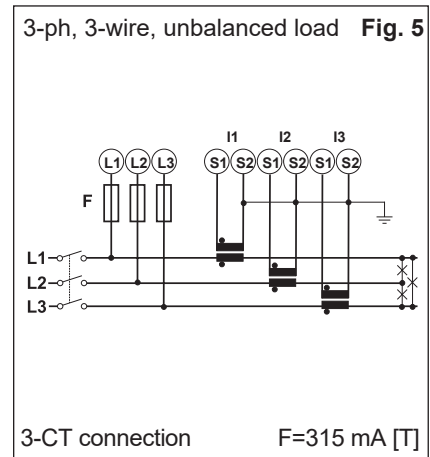 3-ph, 3-wire, unbalanced load Fig. 5
I1 I2 I3
L1 L2 L3 S1 S2 S1 S2 S1 S2
F
L1
L2
L3
3-CT connection F=315 mA [T]